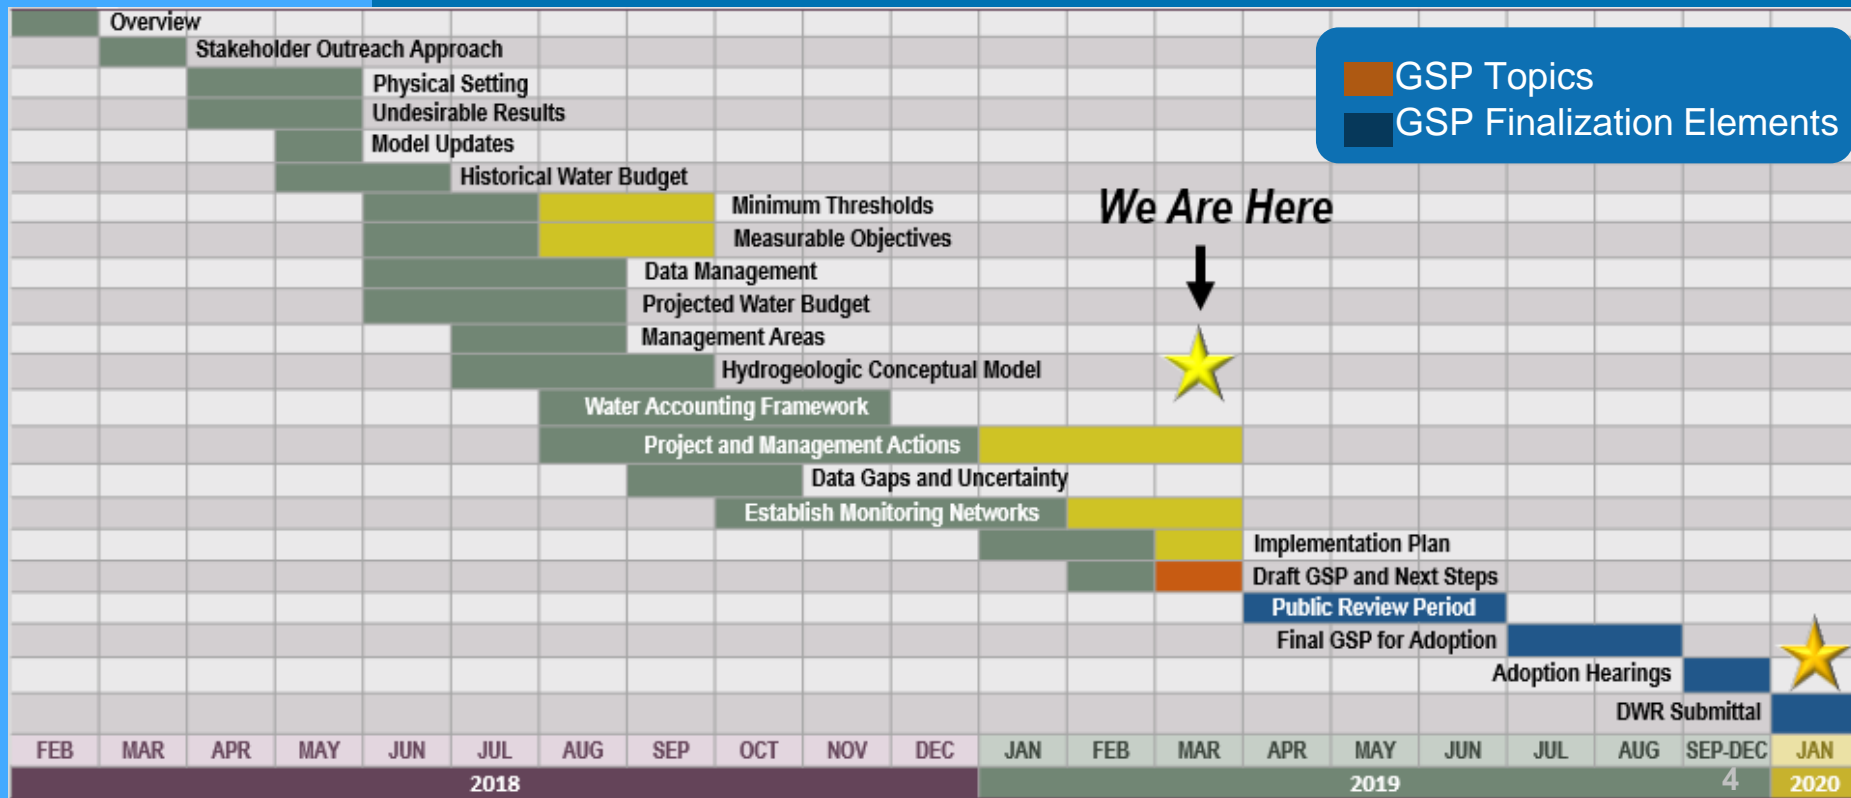 Overview
Stakeholder Outreach Approach
Physical Setting
Undesirable Results
Model Updates
Historical Water Budget
Minimum Thresholds
Measurable Objectives
Data Management
Projected Water Budget
Management Areas
Hydrogeologic Conceptual Model
Water Accounting Framework
Project and Management Actions
Data Gaps and Uncertainty
Establish Monitoring Networks
Implementation Plan
Draft GSP and Next Steps
Public Review Period
Final GSP for Adoption
Adoption Hearings
DWR Submittal
GSP Topics
GSP Finalization Elements
We Are Here
FEB MAR APR MAY JUN JUL AUG SEP OCT NOV DEC JAN FEB MAR APR MAY JUN JUL AUG SEP-DEC JAN
2018 2019 4 2020